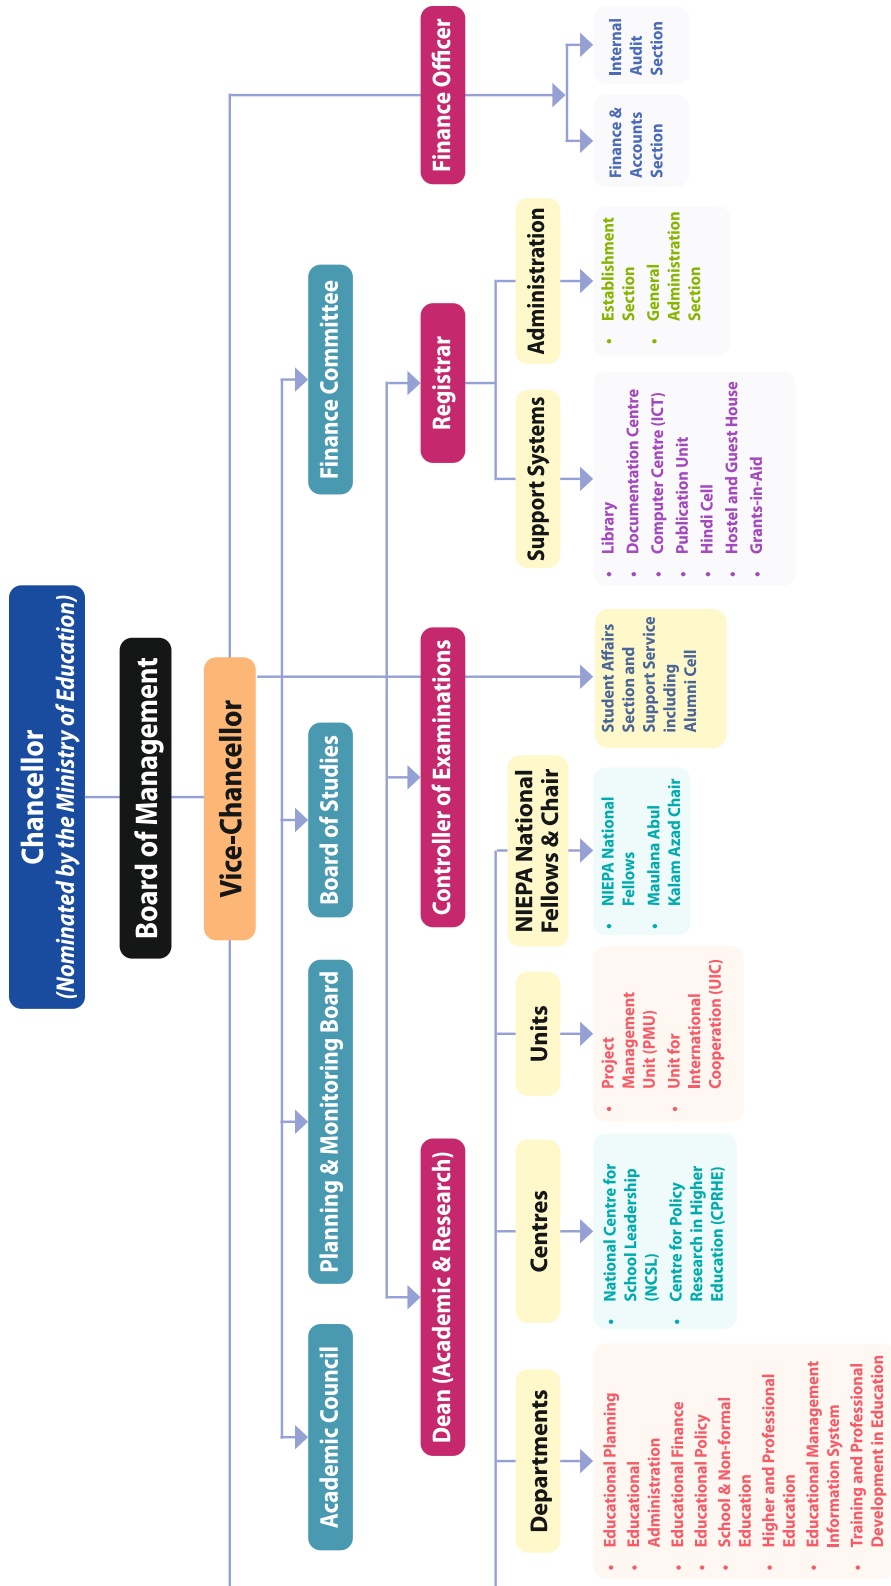 Chancellor
(Nominated by the Ministry of Education)
Board of Management
Vice-Chancellor
Academic Council
Planning & Monitoring Board
Board of Studies
Finance Committee
Dean (Academic & Research)
Controller of Examinations
Registrar
Finance Officer
Departments
Centres
Units
NIEPA National
Fellows & Chair
Support Systems
Administration
• Educational Planning
• Educational
Administration
• Educational Finance
• Educational Policy
• School & Non-formal
Education
• Higher and Professional
Education
• Educational Management
Information System
• Training and Professional
Development in Education
• National Centre for
School Leadership
(NCSL)
• Centre for Policy
Research in Higher
Education (CPRHE)
• Project
Management
Unit (PMU)
• Unit for
International
Cooperation (UIC)
• NIEPA National
Fellows
• Maulana Abul
Kalam Azad Chair
Student Affairs
Section and
Support Service
including
Alumni Cell
• Library
• Documentation Centre
• Computer Centre (ICT)
• Publication Unit
• Hindi Cell
• Hostel and Guest House
• Grants-in-Aid
• Establishment
Section
• General
Administration
Section
Finance &
Accounts
Section
Internal
Audit
Section